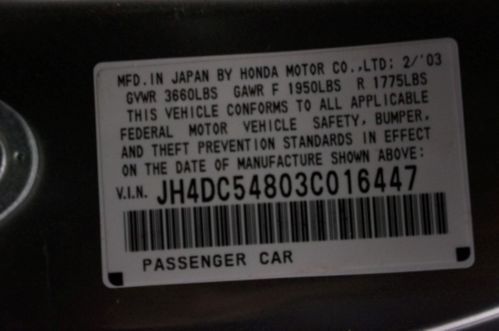 MFD. IN JAPAN BY HONDA MOTOR CO.,LTD: 2/'03
GVWR 3660LBS GAWR F 1950LBS R 1775LBS
THIS VEHICLE CONFORMS TO ALL APPLICABLE
FEDERAL MOTOR VEHICLE SAFETY, BUMPER,
AND THEFT PREVENTION STANDARDS IN EFFECT
ON THE DATE OF MANUFACTURE SHOWN ABOVE:
V.I.N. JH4DC54803C016447
PASSENGER CAR